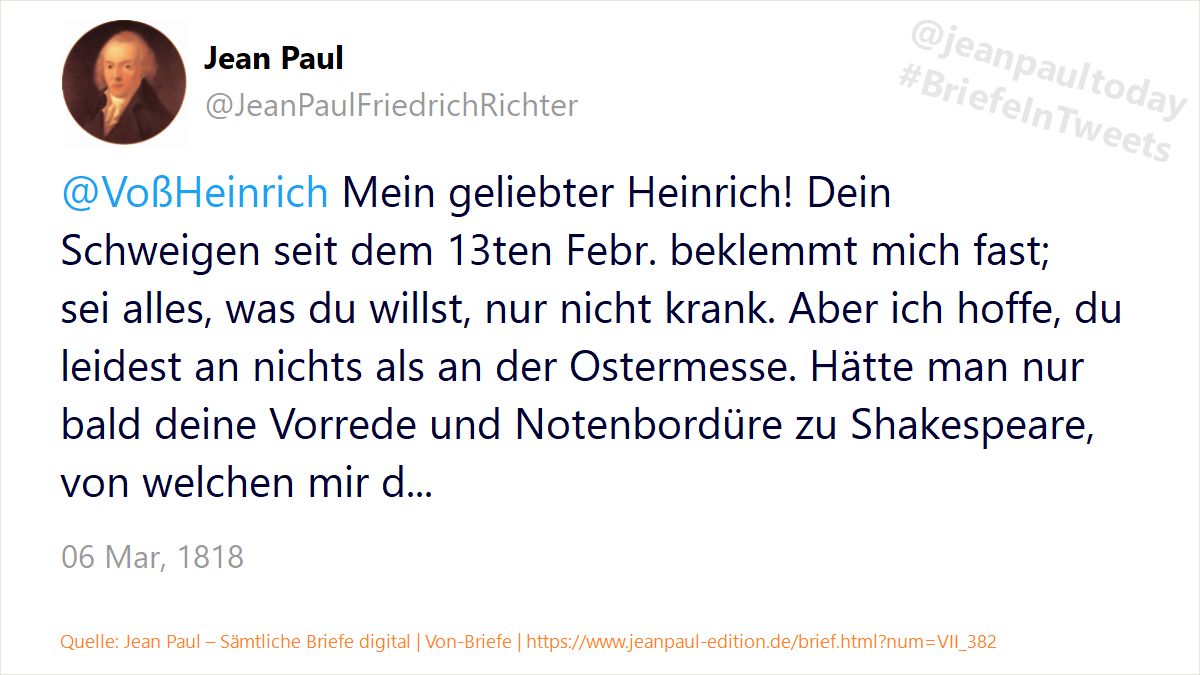 Jean Paul
@JeanPaulFriedrichRichter
@jeanpaultoday
#BriefeInTweets
@VoßHeinrich Mein geliebter Heinrich! Dein
Schweigen seit dem 13ten Febr. beklemmt mich fast;
sei alles, was du willst, nur nicht krank. Aber ich hoffe, du
leidest an nichts als an der Ostermesse. Hätte man nur
bald deine Vorrede und Notenbordüre zu Shakespeare,
von welchen mir d...
06 Mar, 1818
Quelle: Jean Paul – Sämtliche Briefe digital | Von-Briefe | https://www.jeanpaul-edition.de/brief.html?num=VII_382